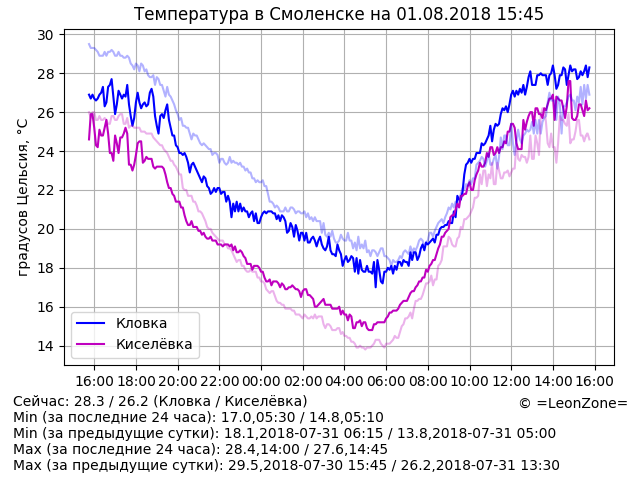 Температура в Смоленске на 01.08.2018 15:45
30
28
26
24
22
20
18
16
14
градусов Цельсия, °C
Кловка
Киселёвка
16:00 18:00 20:00 22:00 00:00 02:00 04:00 06:00 08:00 10:00 12:00 14:00 16:00
Сейчас: 28.3 / 26.2 (Кловка / Киселёвка)
© =LeonZone=
Min (за последние 24 часа): 17.0,05:30 / 14.8,05:10
Min (за предыдущие сутки): 18.1,2018-07-31 06:15 / 13.8,2018-07-31 05:00
Max (за последние 24 часа): 28.4,14:00 / 27.6,14:45
Max (за предыдущие сутки): 29.5,2018-07-30 15:45 / 26.2,2018-07-31 13:30